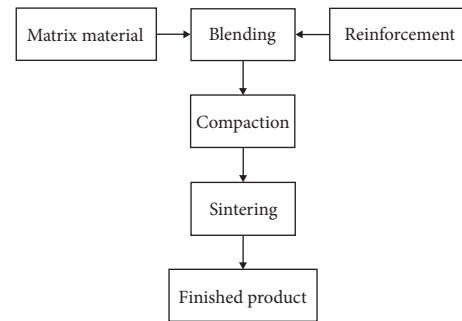 Matrix material
Blending
Reinforcement
Compaction
Sintering
Finished product